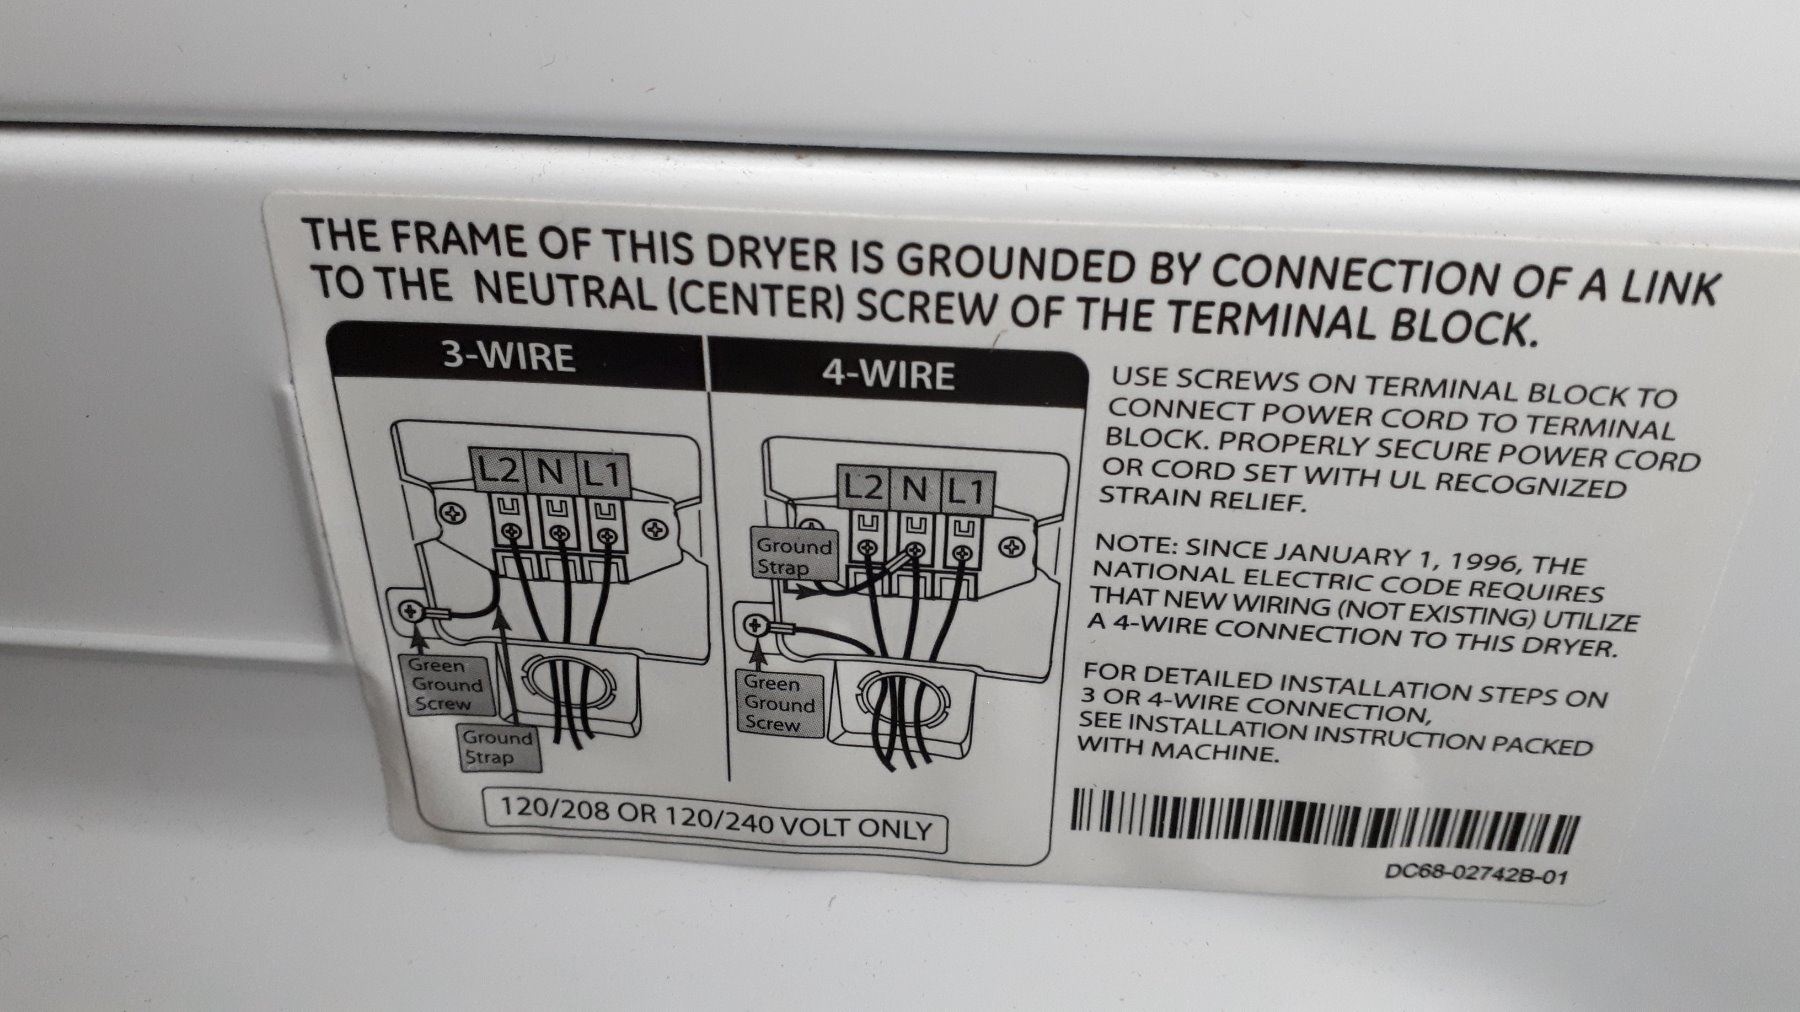 THE FRAME OF THIS DRYER IS GROUNDED BY CONNECTION OF A LINK
TO THE NEUTRAL (CENTER) SCREW OF THE TERMINAL BLOCK.
3-WIRE
L2 N L1
Green
Ground
Screw
Ground
Strap
4-WIRE
L2 N L1
Ground
Strap
Green
Ground
Screw
120/208 OR 120/240 VOLT ONLY
USE SCREWS ON TERMINAL BLOCK TO
CONNECT POWER CORD TO TERMINAL
BLOCK. PROPERLY SECURE POWER CORD
OR CORD SET WITH UL RECOGNIZED
STRAIN RELIEF.
NOTE: SINCE JANUARY 1, 1996, THE
NATIONAL ELECTRIC CODE REQUIRES
THAT NEW WIRING (NOT EXISTING) UTILIZE
A 4-WIRE CONNECTION TO THIS DRYER.
FOR DETAILED INSTALLATION STEPS ON
3 OR 4-WIRE CONNECTION,
SEE INSTALLATION INSTRUCTION PACKED
WITH MACHINE.
DC68-02742B-01